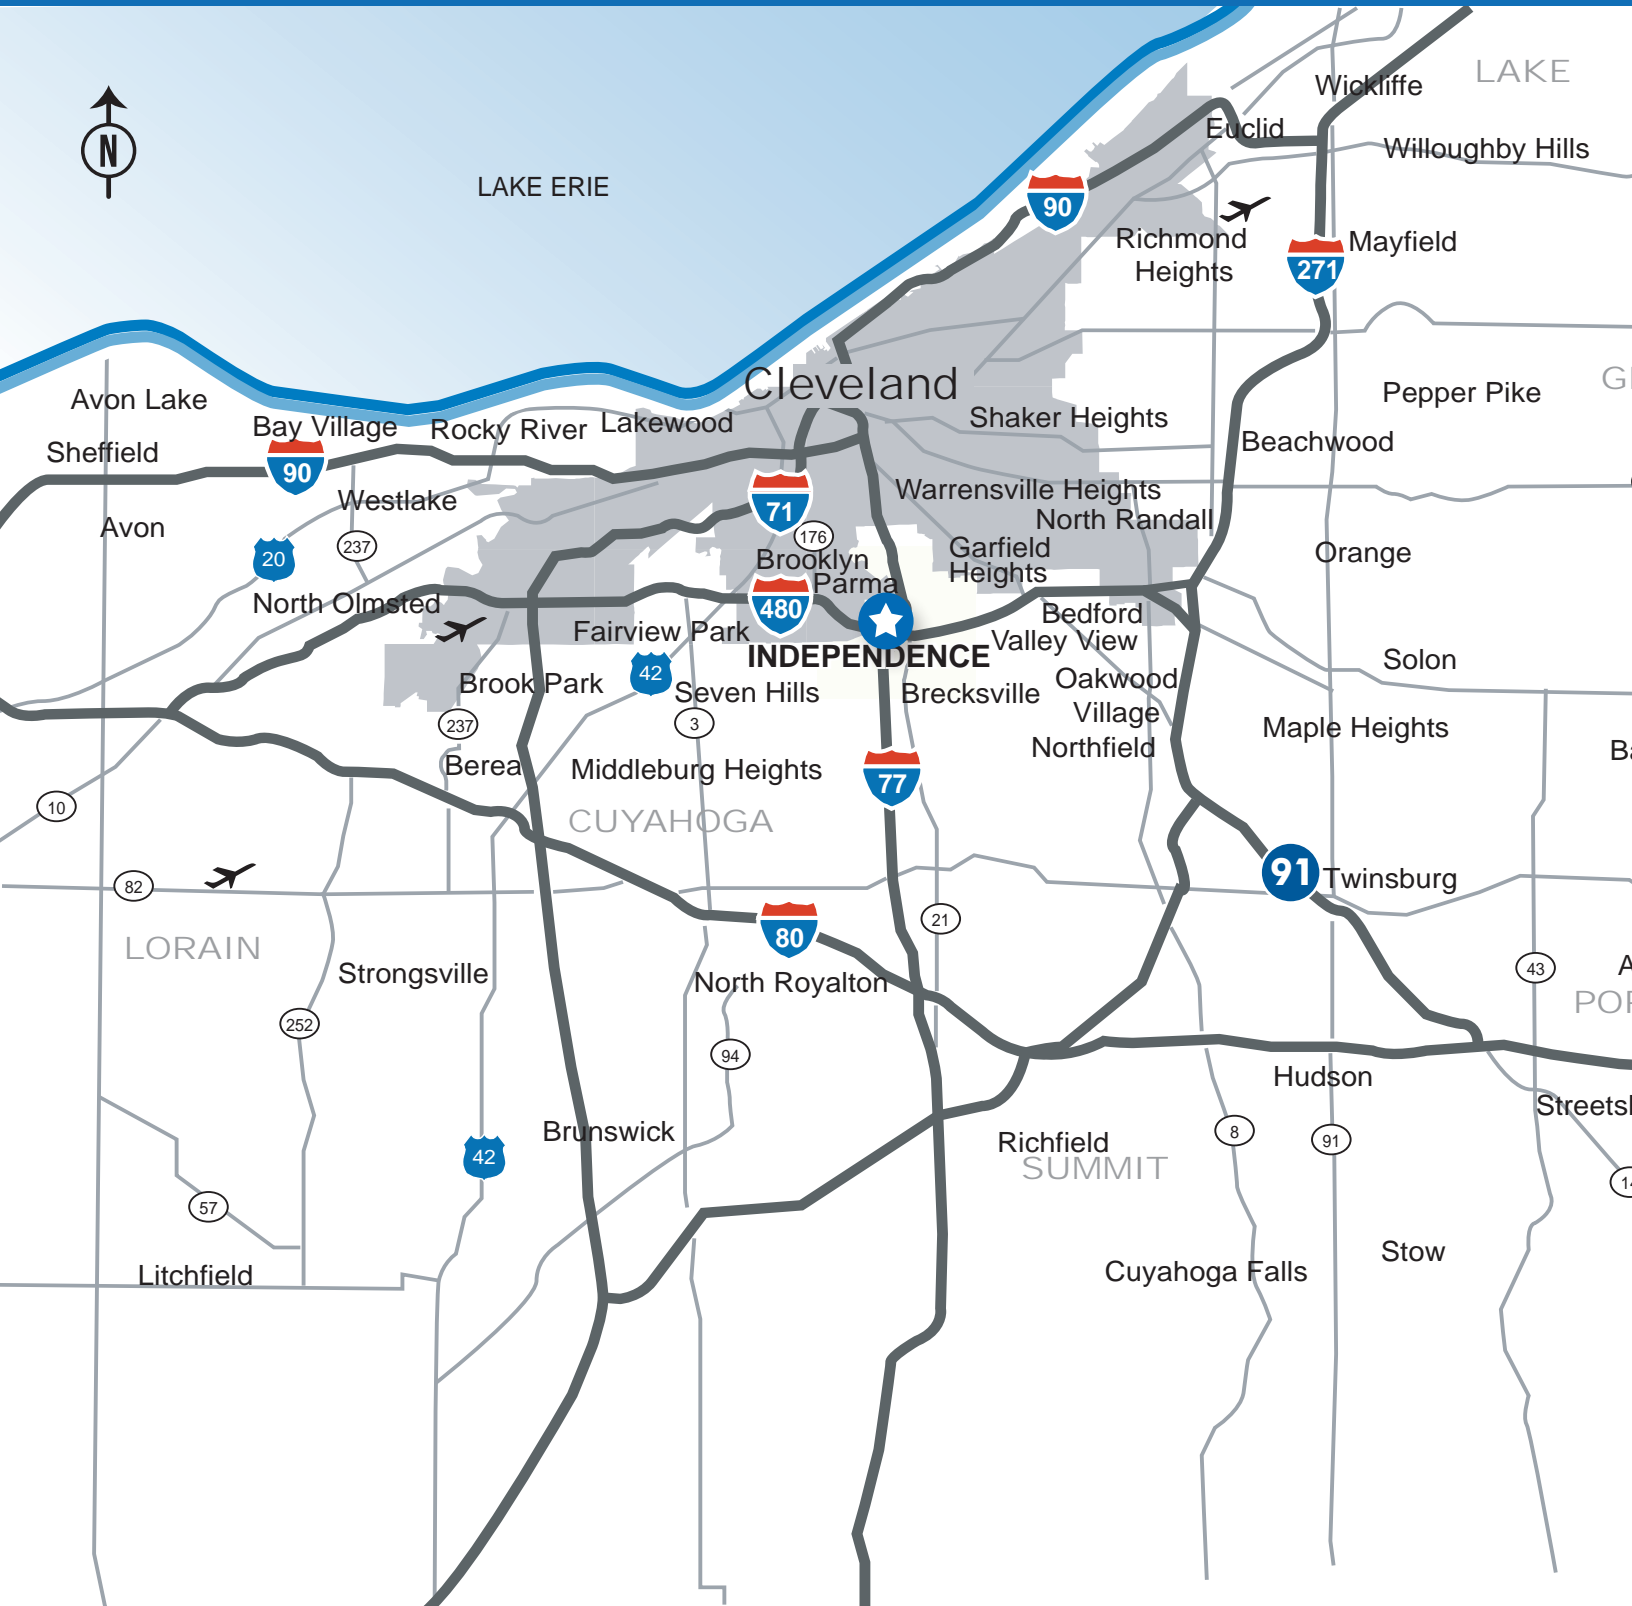 LAKE
Wickliffe
Euclid
Willoughby Hills
N
LAKE ERIE
90
Richmond
Heights
Mayfield
271
Cleveland
Avon Lake
Pepper Pike
Bay Village
Rocky River
Lakewood
Shaker Heights
Beachwood
Sheffield
90
Westlake
Warrensville Heights
71
North Randall
Avon
176
237
20
Brooklyn
Garfield
Heights
Orange
Parma
480
North Olmsted
Bedford
Fairview Park
Valley View
INDEPENDENCE
Solon
42
Brook Park
Seven Hills
Brecksville
Oakwood
Village
237
3
Maple Heights
Northfield
Berea
Middleburg Heights
77
10
CUYAHOGA
91
Twinsburg
82
21
80
LORAIN
Strongsville
North Royalton
43
252
94
Hudson
Brunswick
Richfield
8
91
42
SUMMIT
57
Litchfield
Cuyahoga Falls
Stow